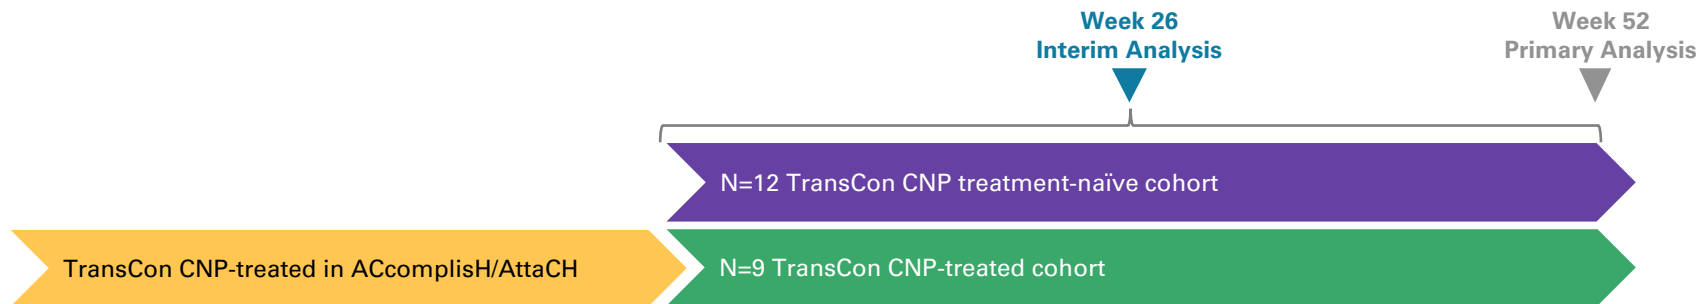 Week 26
Interim Analysis
Week 52
Primary Analysis
N=12 TransCon CNP treatment-naïve cohort
TransCon CNP-treated in ACcomplisH/AttaCH
N=9 TransCon CNP-treated cohort